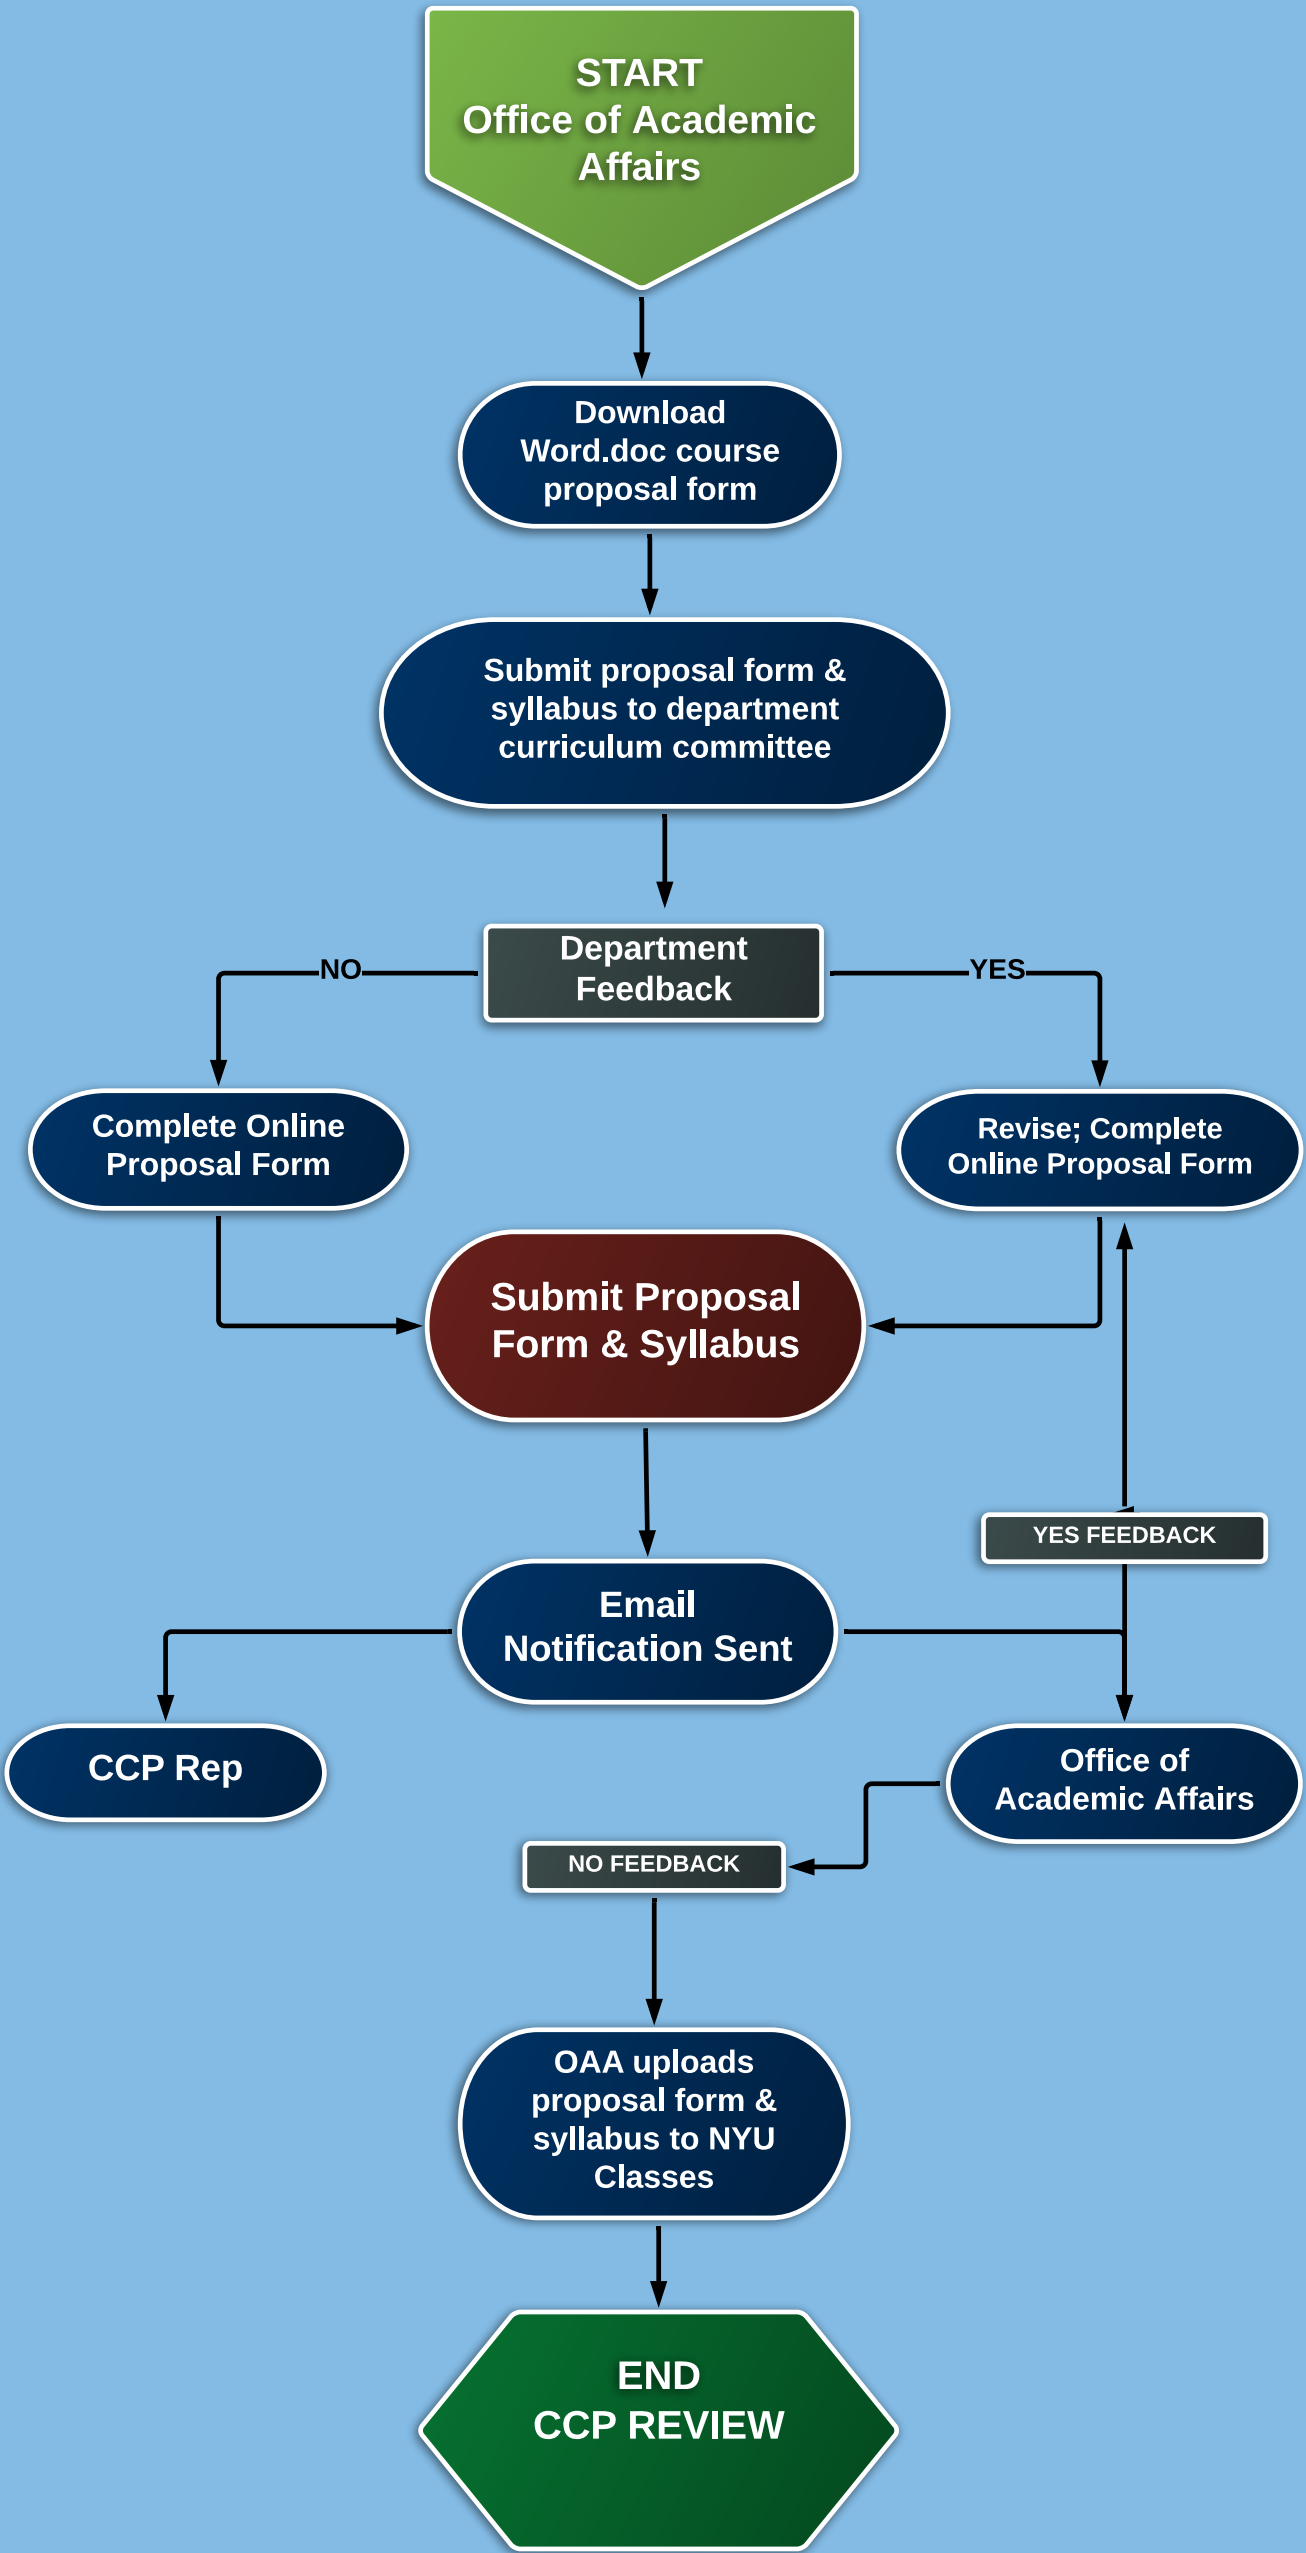 START
Office of Academic
Affairs
Download
Word.doc course
proposal form
Submit proposal form &
syllabus to department
curriculum committee
Department
Feedback
NO
YES
Complete Online
Proposal Form
Revise; Complete
Online Proposal Form
Submit Proposal
Form & Syllabus
YES FEEDBACK
Email
Notification Sent
CCP Rep
Office of
Academic Affairs
NO FEEDBACK
OAA uploads
proposal form &
syllabus to NYU
Classes
END
CCP REVIEW